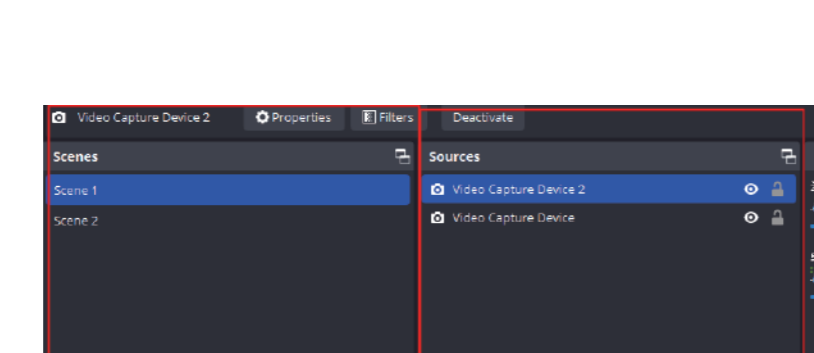 Video Capture Device 2 Properties Filters Deactivate
Scenes
Scene 1
Scene 2
Sources
Video Capture Device 2
Video Capture Device